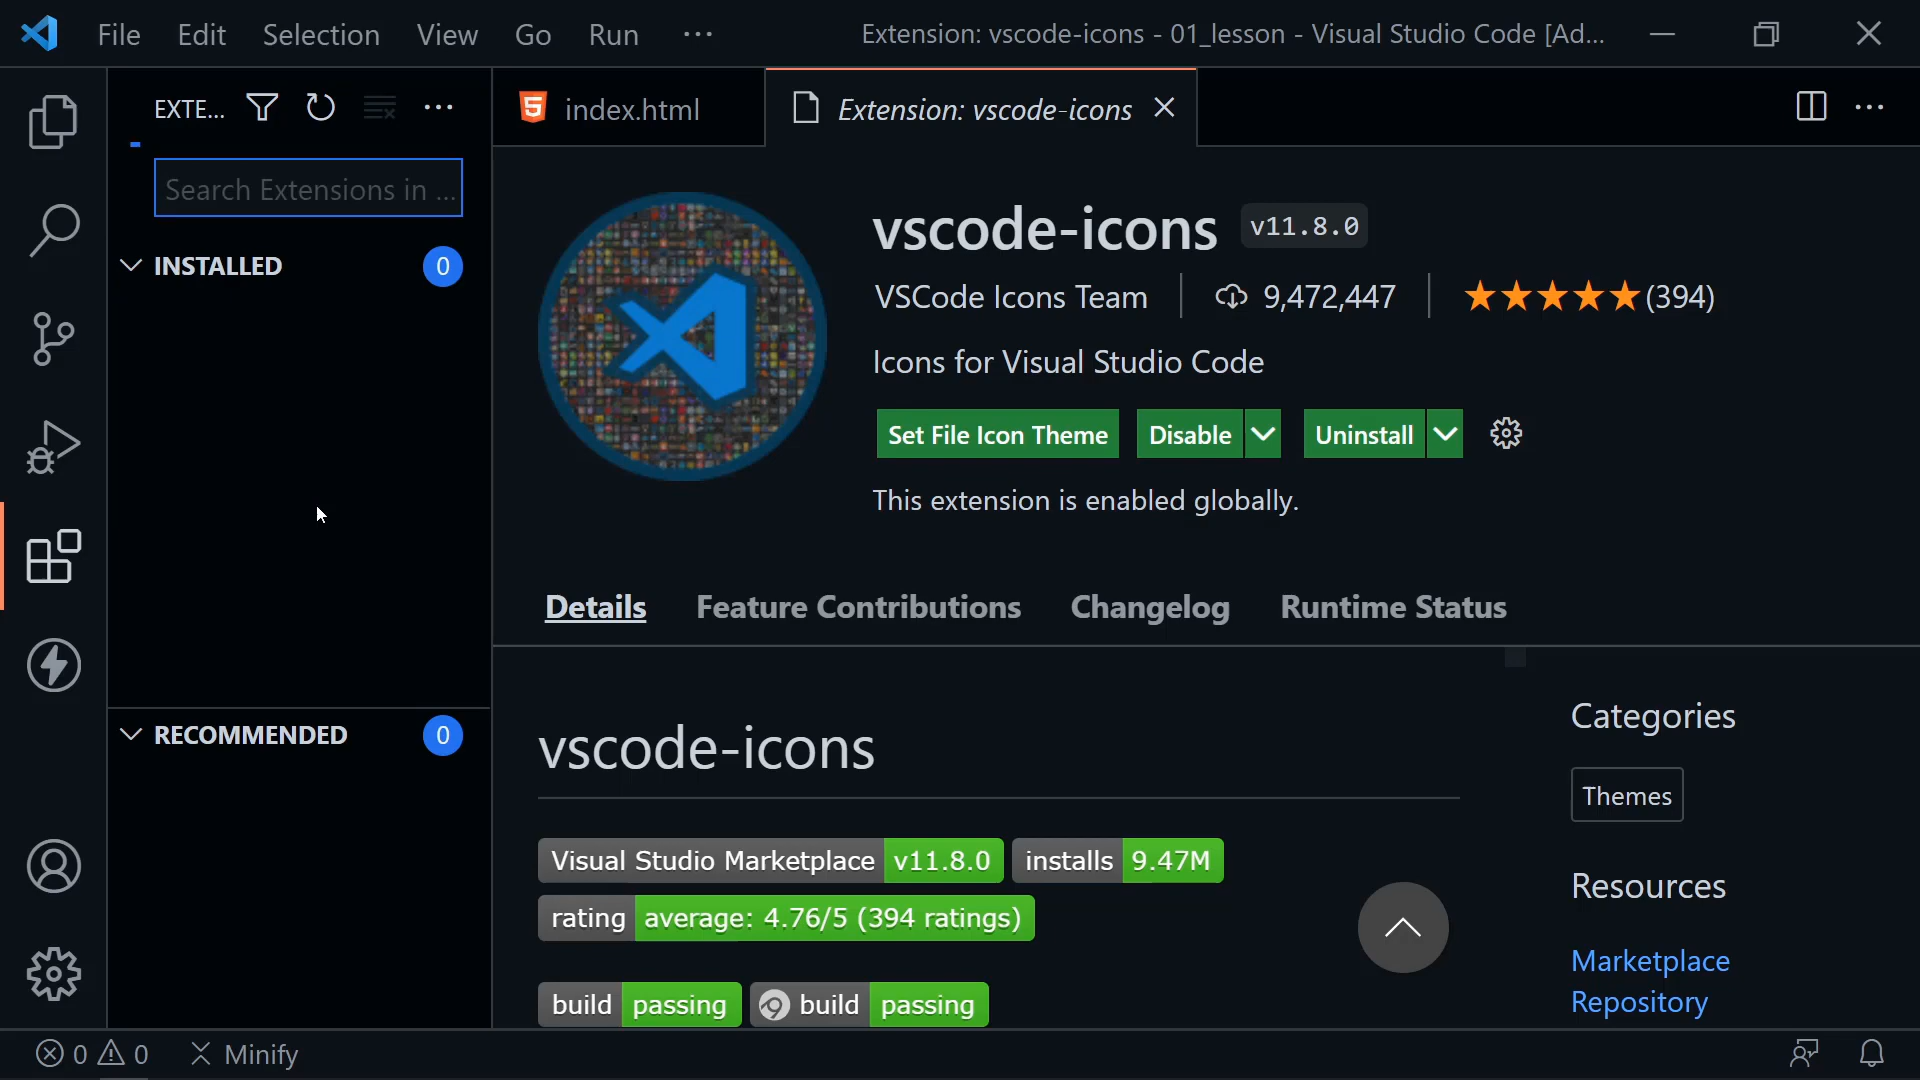 File Edit Selection View Go Run ··· Extension: vscode-icons - 01_lesson - Visual Studio Code [Ad...
EXTE...
index.html
Extension: vscode-icons
Search Extensions in ...
INSTALLED 0
RECOMMENDED 0
vscode-icons v11.8.0
VSCode Icons Team 9,472,447 ★★★★★(394)
Icons for Visual Studio Code
Set File Icon Theme Disable Uninstall
This extension is enabled globally.
Details Feature Contributions Changelog Runtime Status
vscode-icons
Visual Studio Marketplace v11.8.0 installs 9.47M
rating average: 4.76/5 (394 ratings)
build passing build passing
Categories
Themes
Resources
Marketplace
Repository
0 0 Minify